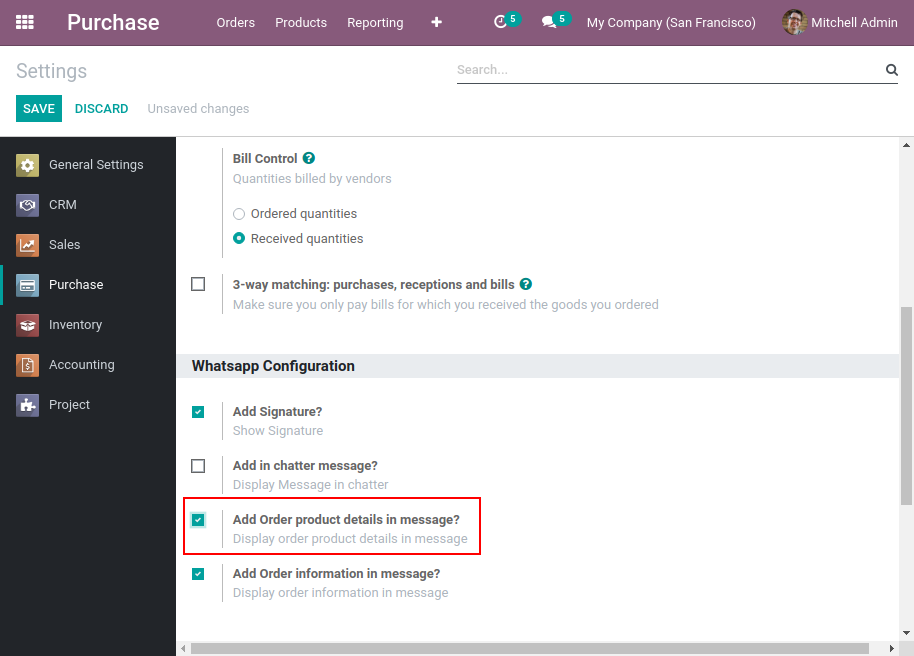 Purchase
Orders
Products
Reporting
5
5
My Company (San Francisco)
Mitchell Admin
Settings
Search...
SAVE
DISCARD
Unsaved changes
General Settings
CRM
Sales
Purchase
Inventory
Accounting
Project
Bill Control ?
Quantities billed by vendors
Ordered quantities
Received quantities
3-way matching: purchases, receptions and bills ?
Make sure you only pay bills for which you received the goods you ordered
Whatsapp Configuration
Add Signature?
Show Signature
Add in chatter message?
Display Message in chatter
Add Order product details in message?
Display order product details in message
Add Order information in message?
Display order information in message